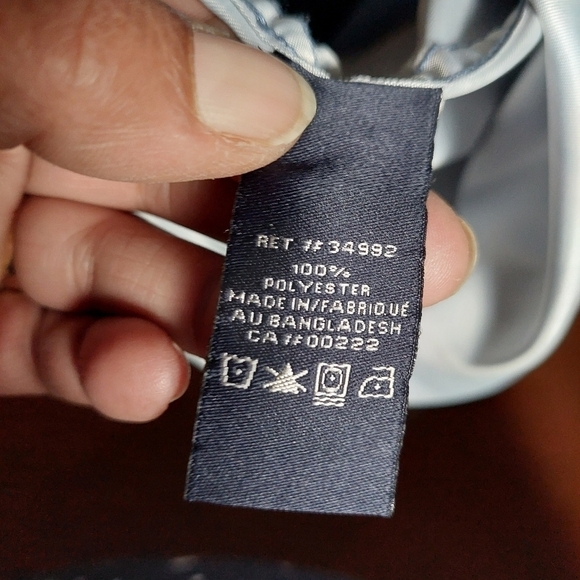 RET # 34992
100%
POLYESTER
MADE IN/FABRIQUÉ
AU BANGLADESH
CA#00222